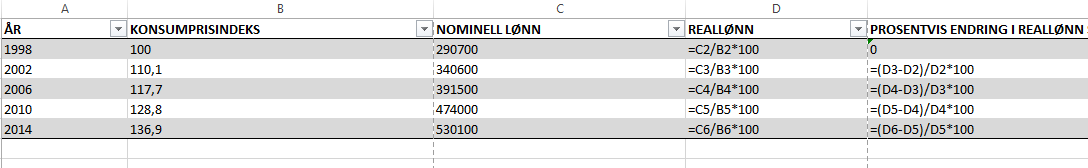 A B C D
ÅR KONSUMPRISINDEKS NOMINELL LØNN REALLØNN PROSENTVIS ENDRING I REALLØNN
1998 100 290700 =C2/B2*100 0
2002 110,1 340600 =C3/B3*100 =(D3-D2)/D2*100
2006 117,7 391500 =C4/B4*100 =(D4-D3)/D3*100
2010 128,8 474000 =C5/B5*100 =(D5-D4)/D4*100
2014 136,9 530100 =C6/B6*100 =(D6-D5)/D5*100